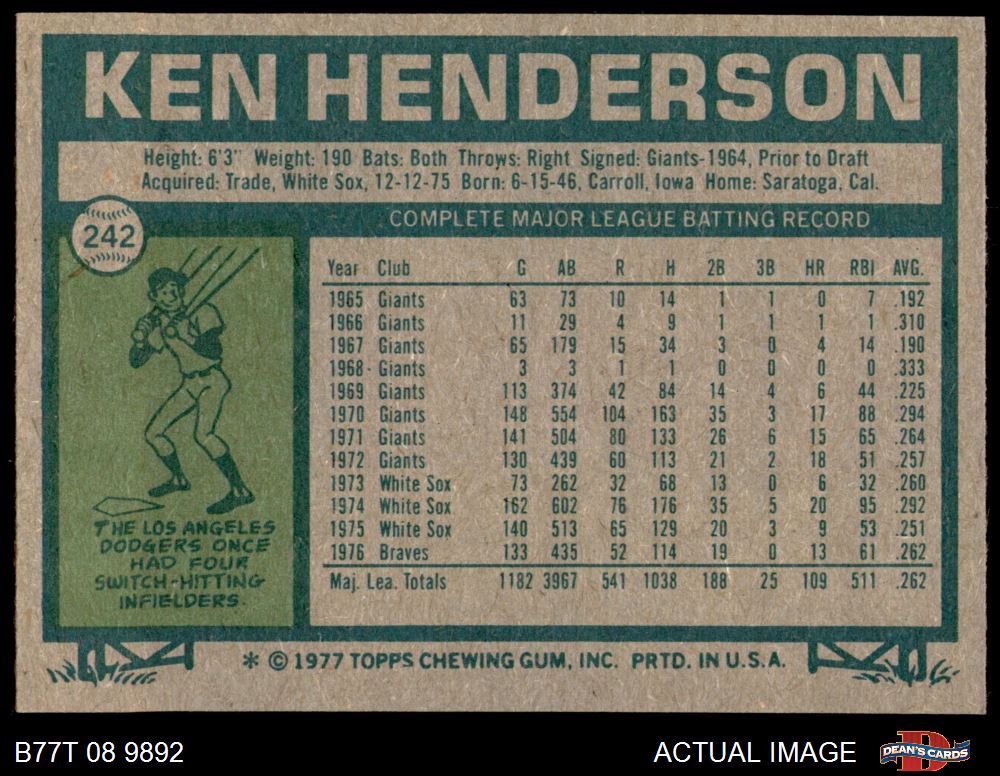 KEN HENDERSON
Height: 6'3" Weight: 190 Bats: Both Throws: Right Signed: Giants-1964, Prior to Draft
Acquired: Trade, White Sox, 12-12-75 Born: 6-15-46, Carroll, Iowa Home: Saratoga, Cal.
242
COMPLETE MAJOR LEAGUE BATTING RECORD
Year Club G AB R H 2B 3B HR RBI AVG.
1965 Giants 63 73 10 14 1 1 0 7 .192
1966 Giants 11 29 4 9 1 1 1 1 .310
1967 Giants 65 179 15 34 3 0 4 14 .190
1968 Giants 3 3 1 1 0 0 0 0 .333
1969 Giants 113 374 42 84 14 4 6 44 .225
1970 Giants 148 554 104 163 35 3 17 88 .294
1971 Giants 141 504 80 133 26 6 15 65 .264
1972 Giants 130 439 60 113 21 2 18 51 .257
1973 White Sox 73 262 32 68 13 0 6 32 .260
1974 White Sox 162 602 76 176 35 5 20 95 .292
1975 White Sox 140 513 65 129 20 3 9 53 .251
1976 Braves 133 435 52 114 19 0 13 61 .262
Maj. Lea. Totals 1182 3967 541 1038 188 25 109 511 .262
THE LOS ANGELES
DODGERS ONCE
HAD FOUR
SWITCH-HITTING
INFIELDERS.
* © 1977 TOPPS CHEWING GUM, INC. PRTD. IN U.S.A.
B77T 08 9892
ACTUAL IMAGE
DEAN'S CARDS